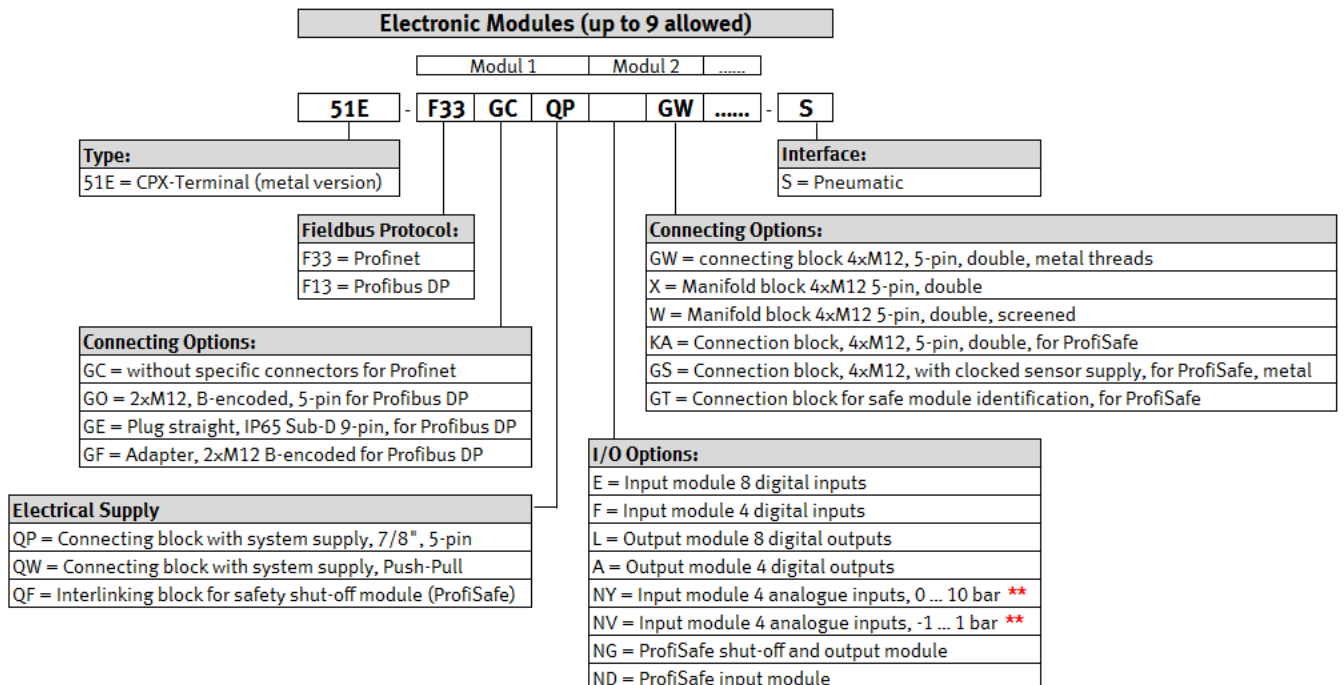 Electronic Modules (up to 9 allowed)
Modul 1 Modul 2 ......
51E - F33 GC QP GW ...... - S
Type:
51E = CPX-Terminal (metal version)
Interface:
S = Pneumatic
Fieldbus Protocol:
F33 = Profinet
F13 = Profibus DP
Connecting Options:
GW = connecting block 4xM12, 5-pin, double, metal threads
X = Manifold block 4xM12 5-pin, double
W = Manifold block 4xM12 5-pin, double, screened
KA = Connection block, 4xM12, 5-pin, double, for ProfiSafe
GS = Connection block, 4xM12, with clocked sensor supply, for ProfiSafe, metal
GT = Connection block for safe module identification, for ProfiSafe
Connecting Options:
GC = without specific connectors for Profinet
GO = 2xM12, B-encoded, 5-pin for Profibus DP
GE = Plug straight, IP65 Sub-D 9-pin, for Profibus DP
GF = Adapter, 2xM12 B-encoded for Profibus DP
I/O Options:
E = Input module 8 digital inputs
F = Input module 4 digital inputs
L = Output module 8 digital outputs
A = Output module 4 digital outputs
NY = Input module 4 analogue inputs, 0 ... 10 bar **
NV = Input module 4 analogue inputs, -1 ... 1 bar **
NG = ProfiSafe shut-off and output module
ND = ProfiSafe input module
Electrical Supply
QP = Connecting block with system supply, 7/8", 5-pin
QW = Connecting block with system supply, Push-Pull
QF = Interlinking block for safety shut-off module (ProfiSafe)